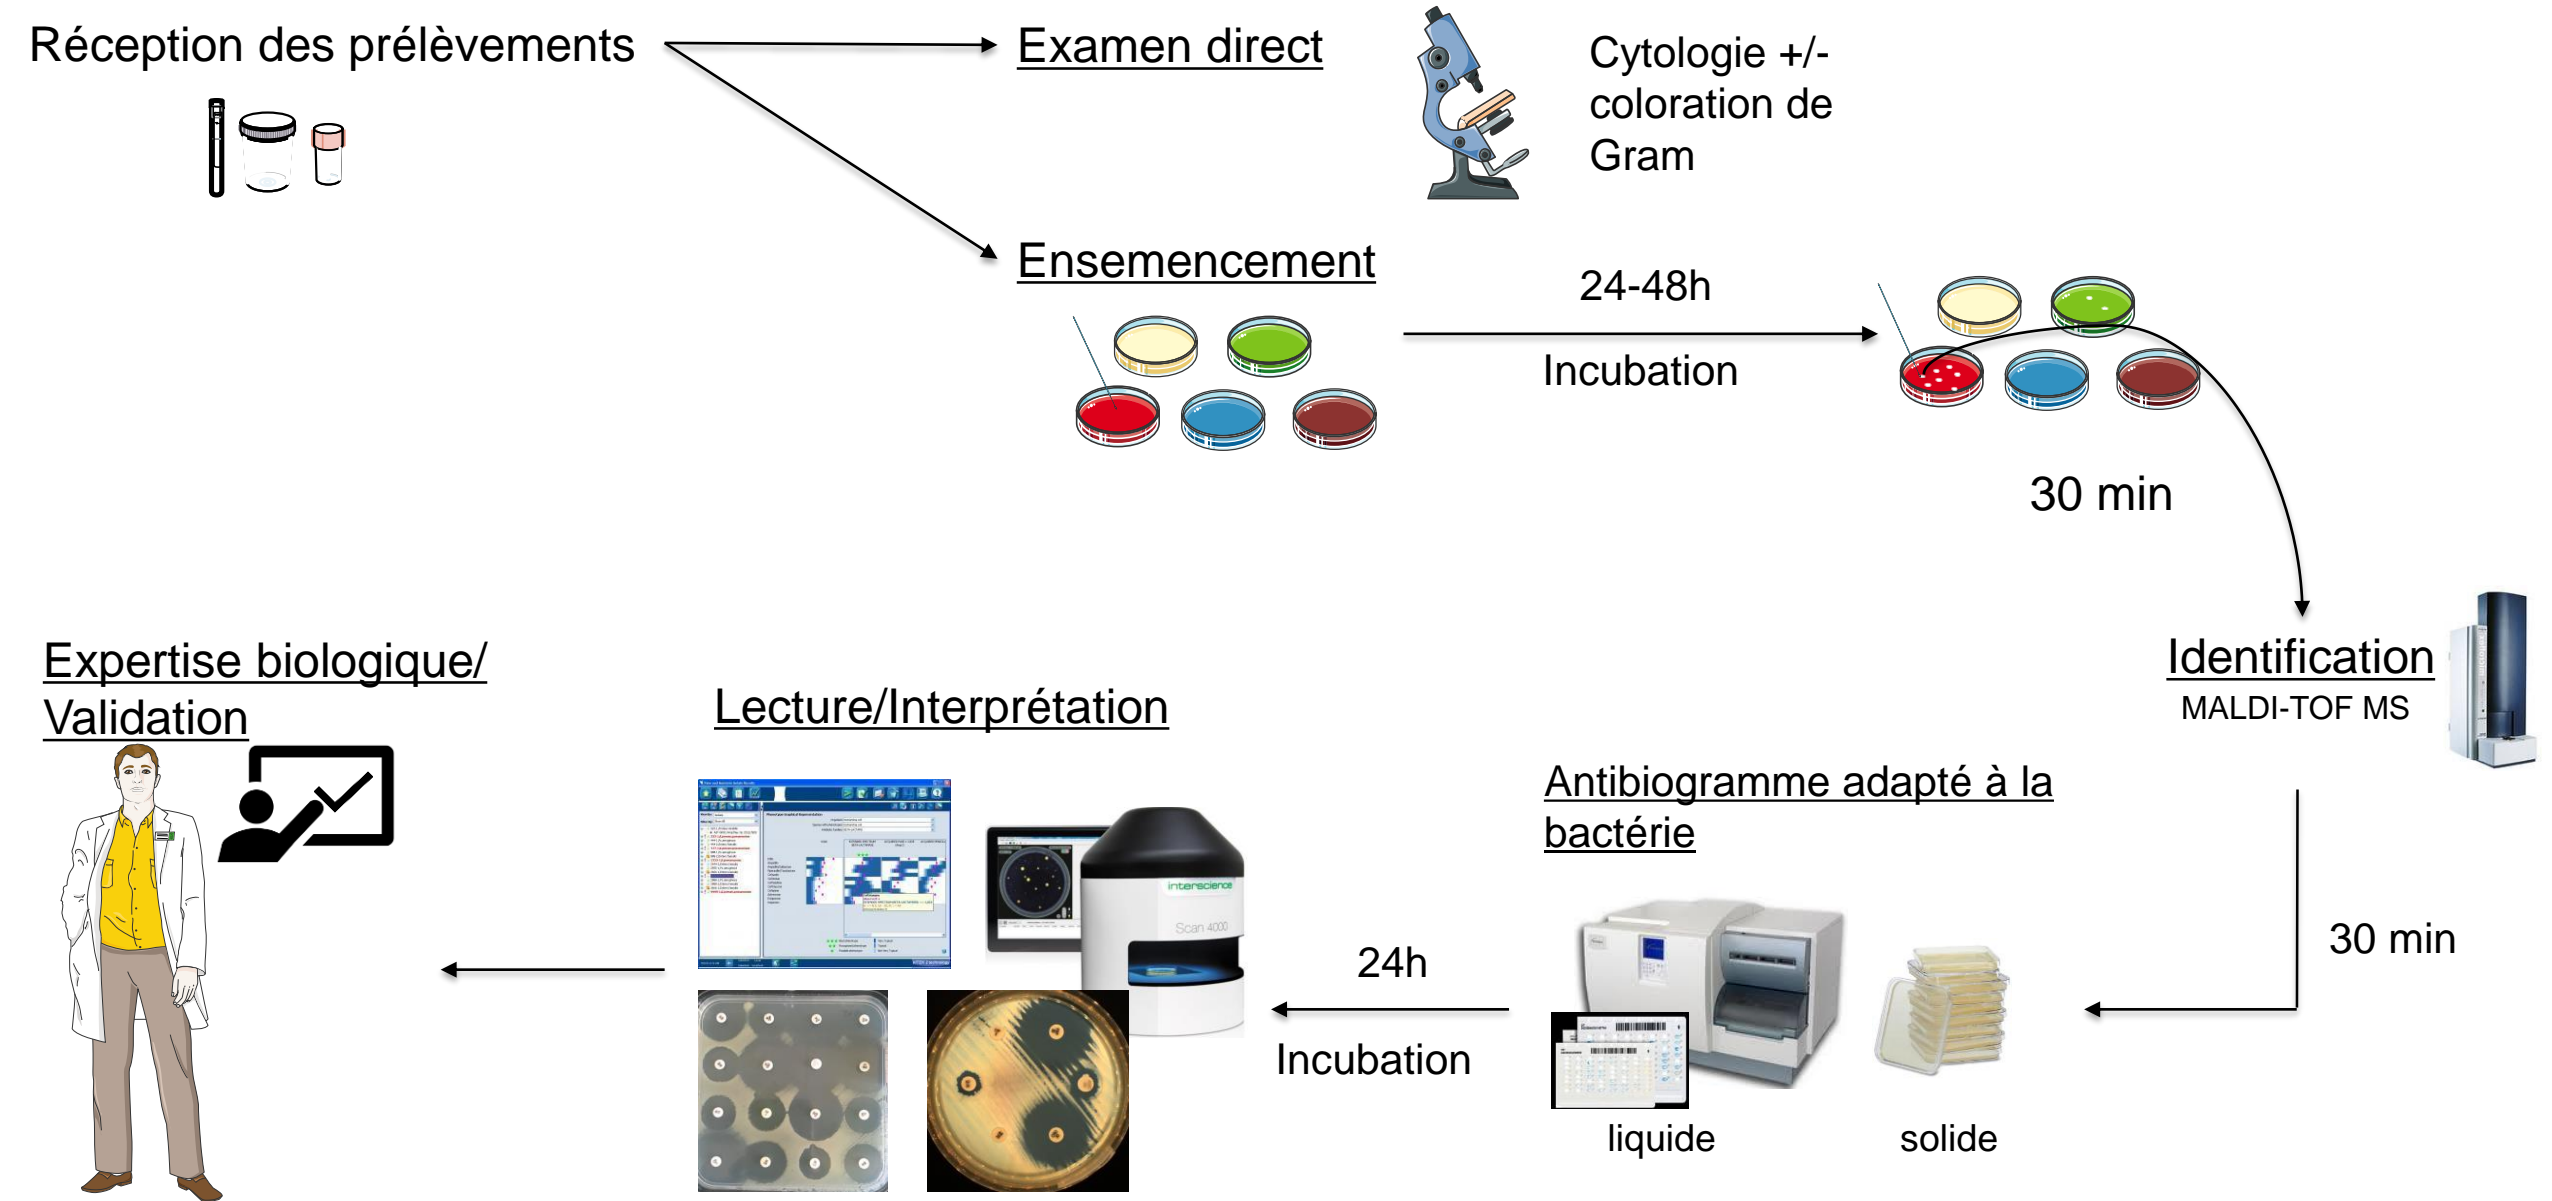 Réception des prélèvements
Examen direct
Cytologie +/-
coloration de
Gram
Ensemencement
24-48h
Incubation
30 min
Identification
MALDI-TOF MS
30 min
Antibiogramme adapté à la
bactérie
liquide
solide
24h
Incubation
Lecture/Interprétation
interscience
Scan 4000
Expertise biologique/
Validation